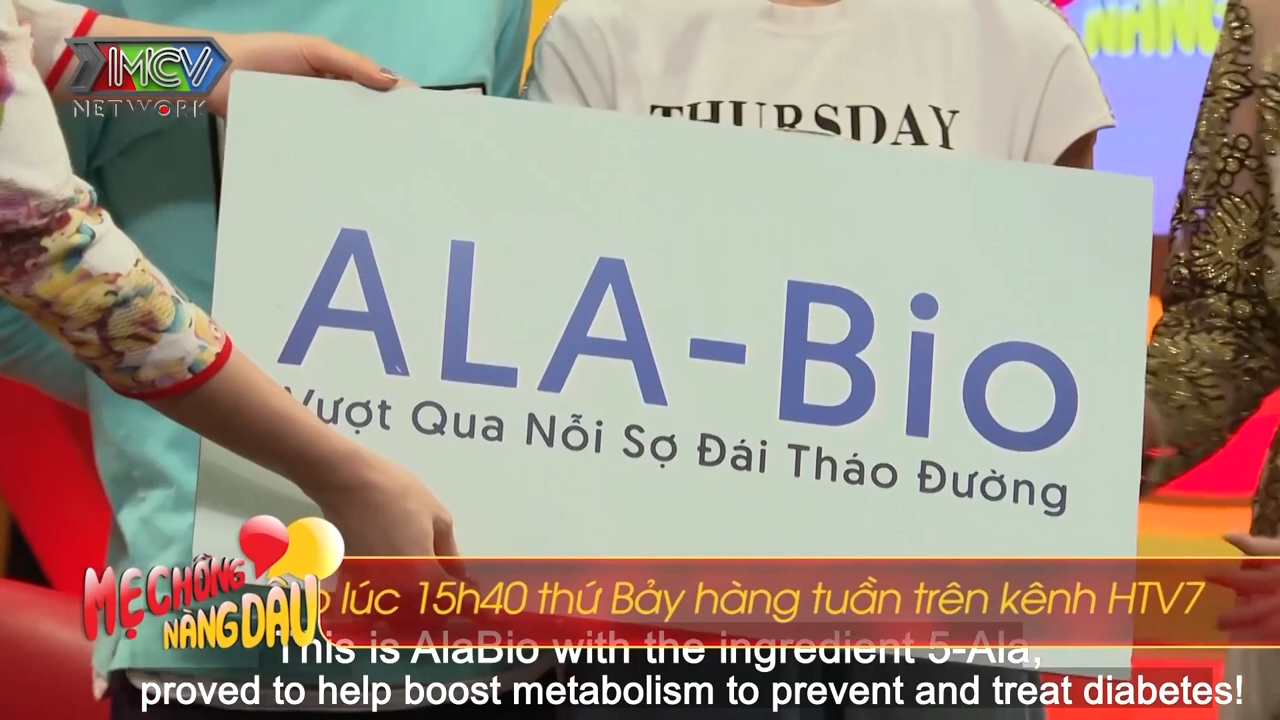 MCV
NETWORK
NÀNG
THURSDAY
ALA-Bio
Vượt Qua Nỗi Sợ Đái Tháo Đường
MẸ CHỒNG
NÀNG DÂU
lúc 15h40 thứ Bảy hàng tuần trên kênh HTV7
This is AlaBio with the ingredient 5-Ala,
proved to help boost metabolism to prevent and treat diabetes!